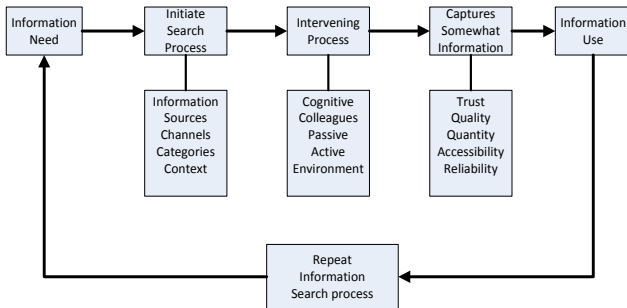 Information
Need
Initiate
Search
Process
Intervening
Process
Captures
Somewhat
Information
Information
Use
Information
Sources
Channels
Categories
Context
Cognitive
Colleagues
Passive
Active
Environment
Trust
Quality
Quantity
Accessibility
Reliability
Repeat
Information
Search process